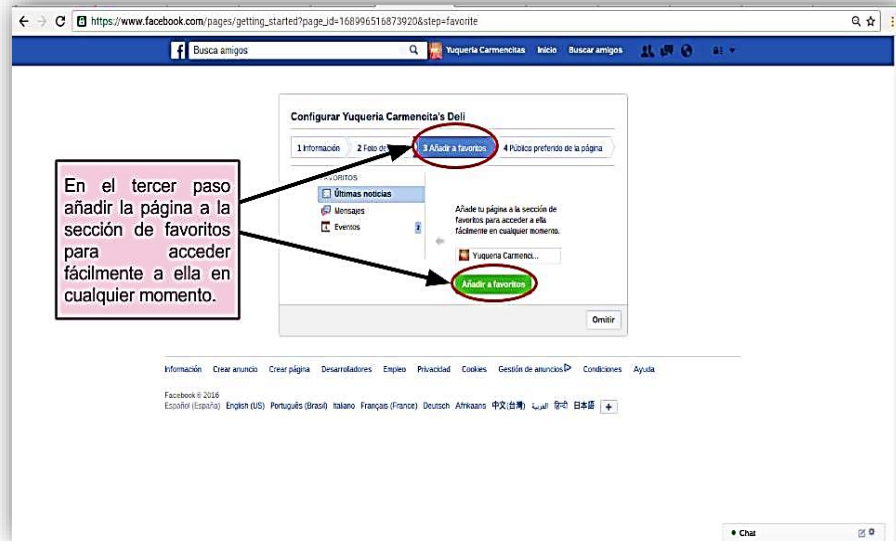 https://www.facebook.com/pages/getting_started?page_id=168996516873920&step=favorite
f Busca amigos Yuqueria Carmencitas Inicio Buscar amigos
Configurar Yuqueria Carmencita's Deli
1 Información 2 Foto de 3 Añadir a favoritos 4 Público preferido de la página
En el tercer paso
añadir la página a la
sección de favoritos
para acceder
fácilmente a ella en
cualquier momento.
Últimas noticias
Mensajes
Eventos
Añade tu página a la sección de
favoritos para acceder a ella
fácilmente en cualquier momento.
Yuqueria Carmenci...
Añadir a favoritos
Omitir
Información Crear anuncio Crear página Desarrolladores Empleo Privacidad Cookies Gestión de anuncios Condiciones Ayuda
Facebook © 2016
Español (España) English (US) Português (Brasil) Italiano Français (France) Deutsch Afrikaans 中文(台灣) العربية हिन्दी 日本語 +
Chat